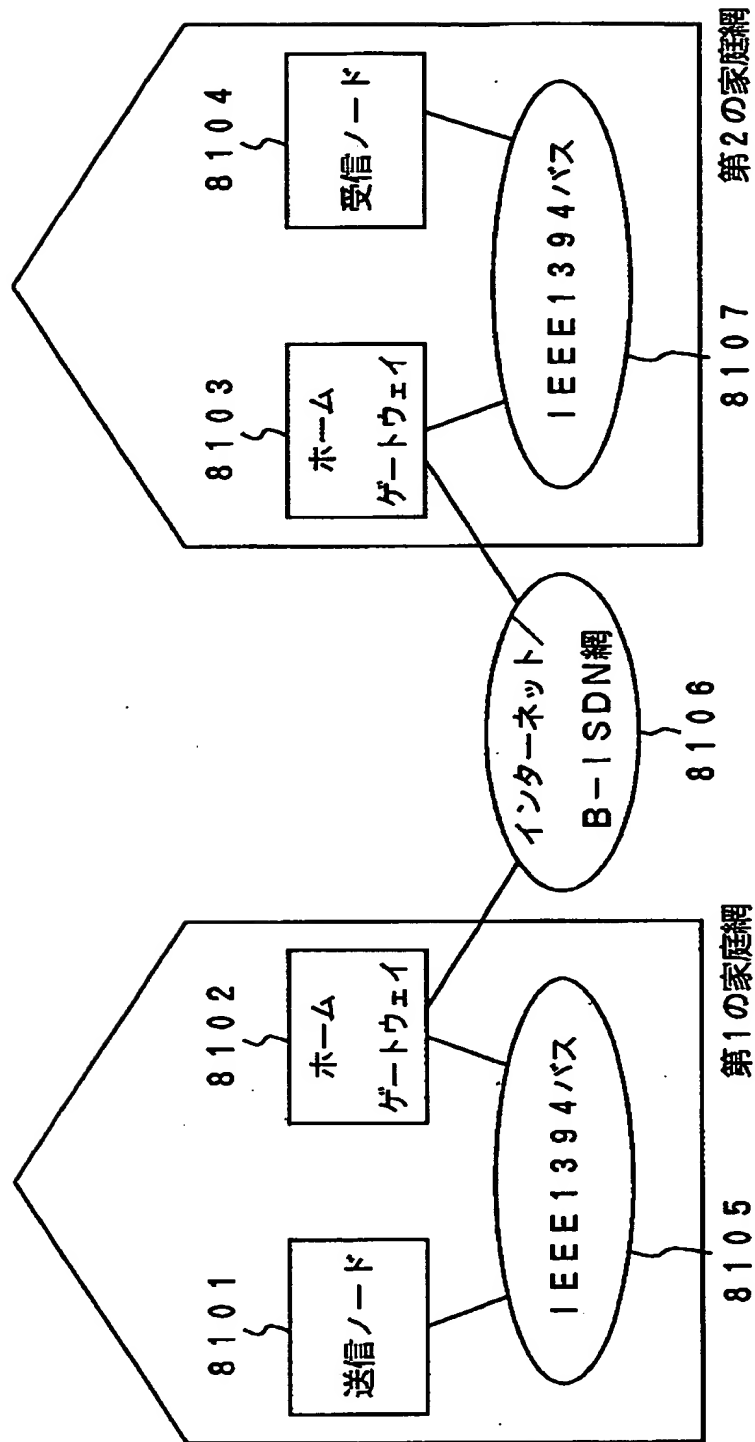 8101
送信ノード
8102
ホーム
ゲートウェイ
IEEE1394バス
8105
第1の家庭網
インターネット/
B-ISDN網
8106
8103
ホーム
ゲートウェイ
8104
受信ノード
IEEE1394バス
8107
第2の家庭網